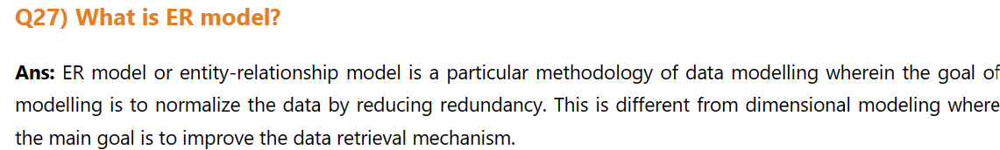 Q27) What is ER model?
Ans: ER model or entity-relationship model is a particular methodology of data modelling wherein the goal of
modelling is to normalize the data by reducing redundancy. This is different from dimensional modeling where
the main goal is to improve the data retrieval mechanism.